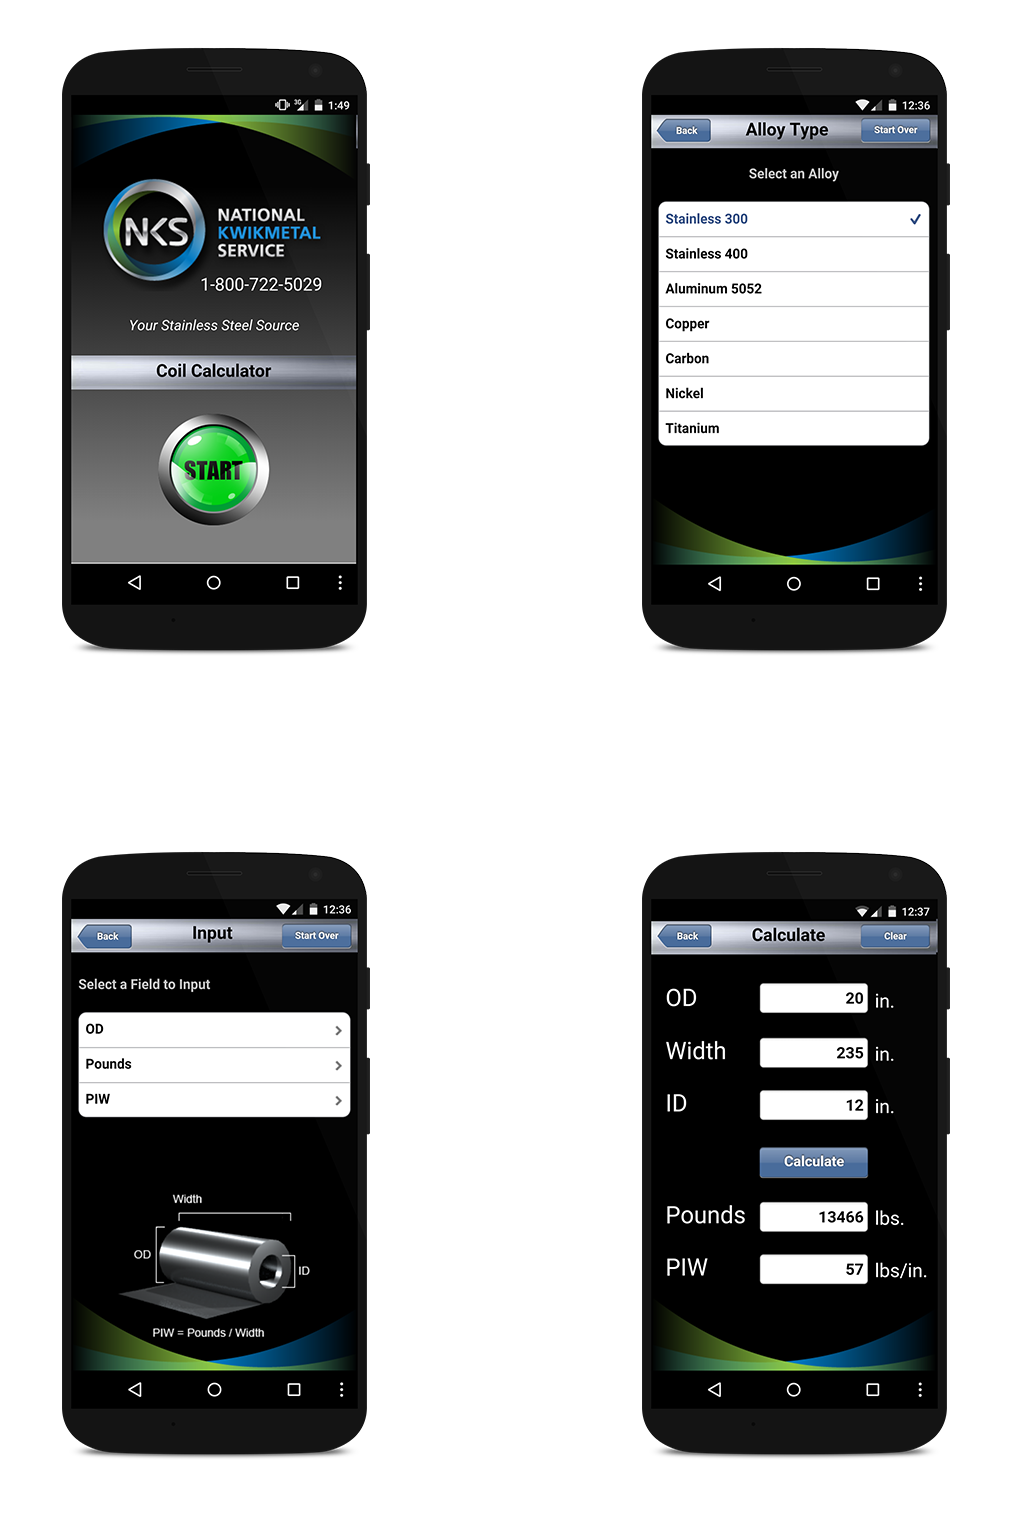 3G 1:49
NKS
NATIONAL
KWIKMETAL
SERVICE
1-800-722-5029
Your Stainless Steel Source
Coil Calculator
START
12:36
Back
Alloy Type
Start Over
Select an Alloy
Stainless 300
Stainless 400
Aluminum 5052
Copper
Carbon
Nickel
Titanium
12:36
Back
Input
Start Over
Select a Field to Input
OD
Pounds
PIW
Width
OD
ID
PIW = Pounds / Width
12:37
Back
Calculate
Clear
OD 20 in.
Width 235 in.
ID 12 in.
Calculate
Pounds 13466 lbs.
PIW 57 lbs/in.